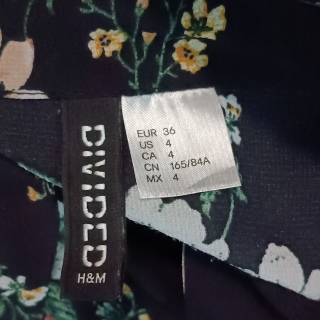 DIVIDED
H&M
EUR 36
US 4
CA 4
CN 165/84A
MX 4